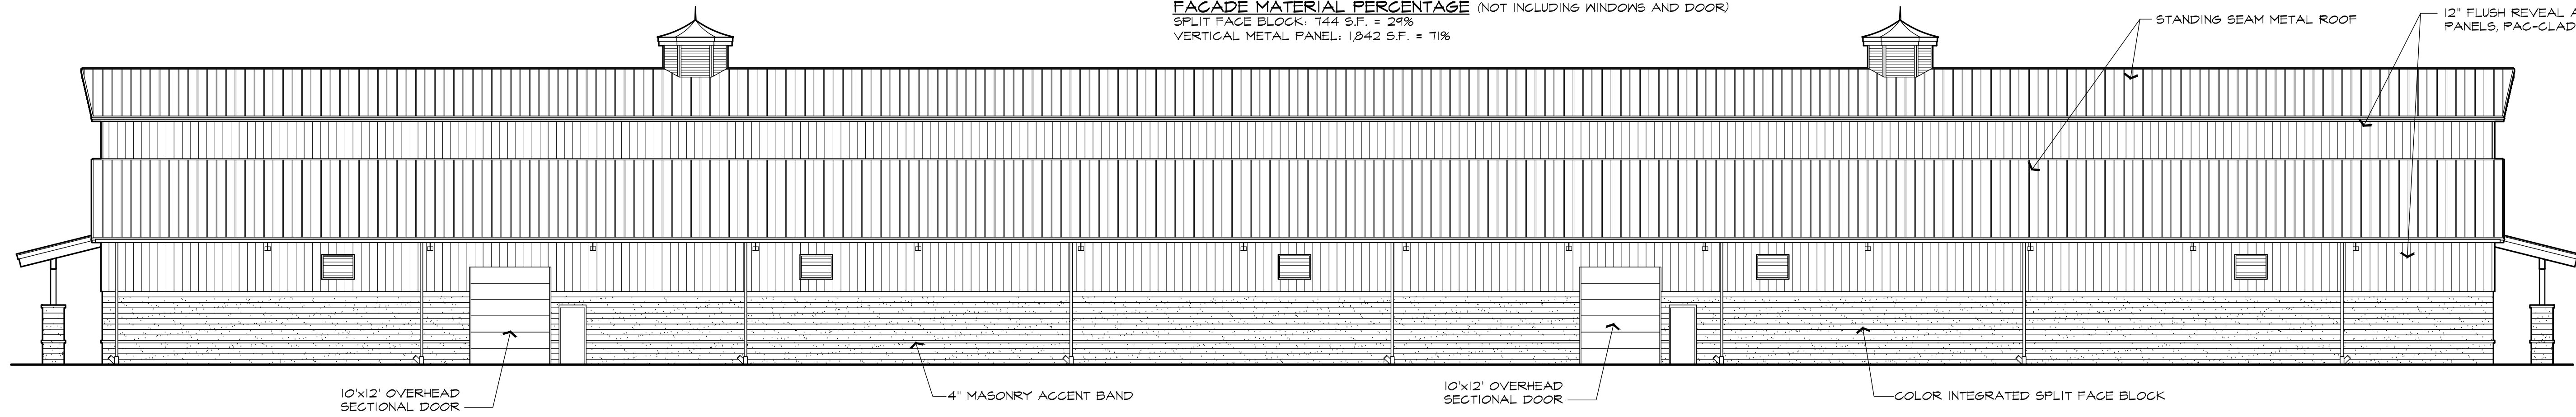 FACADE MATERIAL PERCENTAGE (NOT INCLUDING WINDOWS AND DOOR)
SPLIT FACE BLOCK: 744 S.F. = 29%
VERTICAL METAL PANEL: 1,842 S.F. = 71%
STANDING SEAM METAL ROOF
12" FLUSH REVEAL A
PANELS, PAC-CLAD
10'x12' OVERHEAD
SECTIONAL DOOR
4" MASONRY ACCENT BAND
10'x12' OVERHEAD
SECTIONAL DOOR
COLOR INTEGRATED SPLIT FACE BLOCK